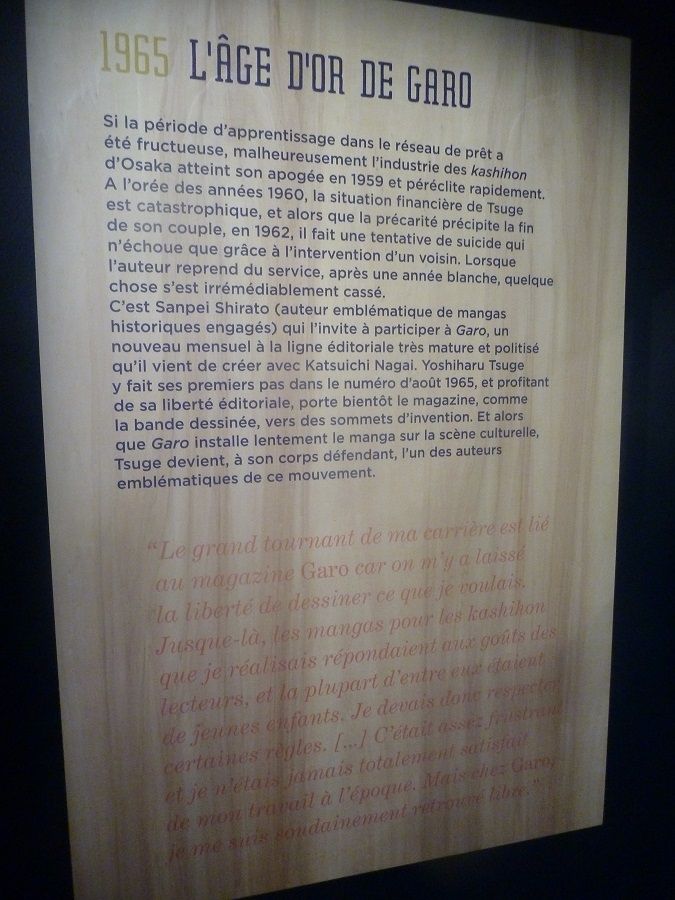 1965 L'ÂGE D'OR DE GARO
Si la période d'apprentissage dans le réseau de prêt a
été fructueuse, malheureusement l'industrie des kashihon
d'Osaka atteint son apogée en 1959 et péréclite rapidement.
A l'orée des années 1960, la situation financière de Tsuge
est catastrophique, et alors que la précarité précipite la fin
de son couple, en 1962, il fait une tentative de suicide qui
n'échoue que grâce à l'intervention d'un voisin. Lorsque
l'auteur reprend du service, après une année blanche, quelque
chose s'est irrémédiablement cassé.
C'est Sanpei Shirato (auteur emblématique de mangas
historiques engagés) qui l'invite à participer à Garo, un
nouveau mensuel à la ligne éditoriale très mature et politisé
qu'il vient de créer avec Katsuichi Nagai. Yoshiharu Tsuge
y fait ses premiers pas dans le numéro d'août 1965, et profitant
de sa liberté éditoriale, porte bientôt le magazine, comme
la bande dessinée, vers des sommets d'invention. Et alors
que Garo installe lentement le manga sur la scène culturelle,
Tsuge devient, à son corps défendant, l'un des auteurs
emblématiques de ce mouvement.
“Le grand tournant de ma carrière est lié
au magazine Garo car on m'y a laissé
la liberté de dessiner ce que je voulais.
Jusque-là, les mangas pour les kashihon
que je réalisais répondaient aux goûts des
lecteurs, et la plupart d'entre eux étaient
de jeunes enfants. Je devais donc respecter
certaines règles. [...] C'était assez frustrant
et je n'étais jamais totalement satisfait
de mon travail à l'époque. Mais chez Garo,
je me suis soudainement retrouvé libre.”